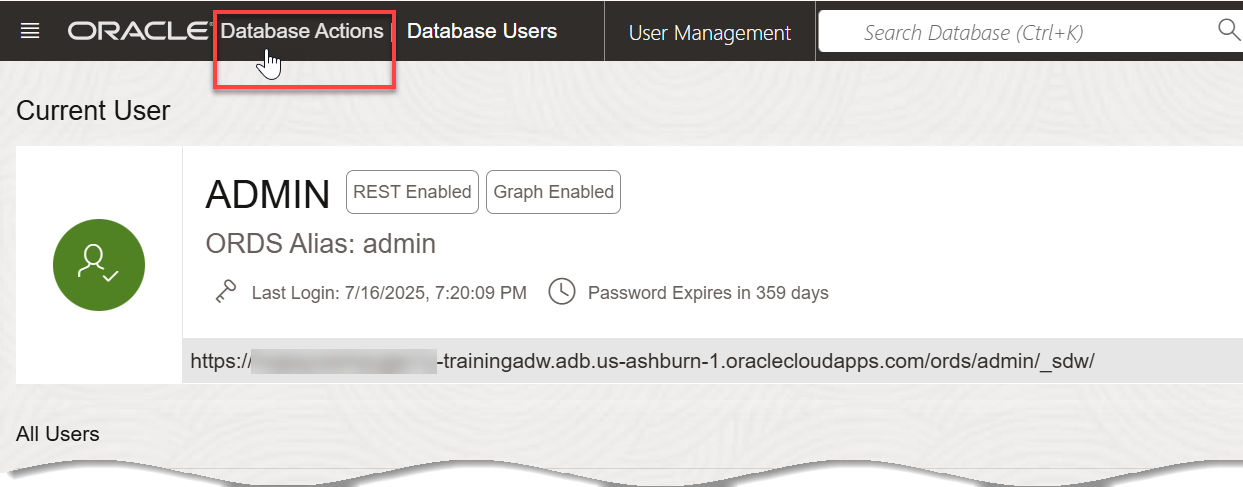 ORACLE Database Actions Database Users User Management Search Database (Ctrl+K)
Current User
ADMIN REST Enabled Graph Enabled
ORDS Alias: admin
Last Login: 7/16/2025, 7:20:09 PM Password Expires in 359 days
https://-trainingadw.adb.us-ashburn-1.oraclecloudapps.com/ords/admin/_sdw/
All Users